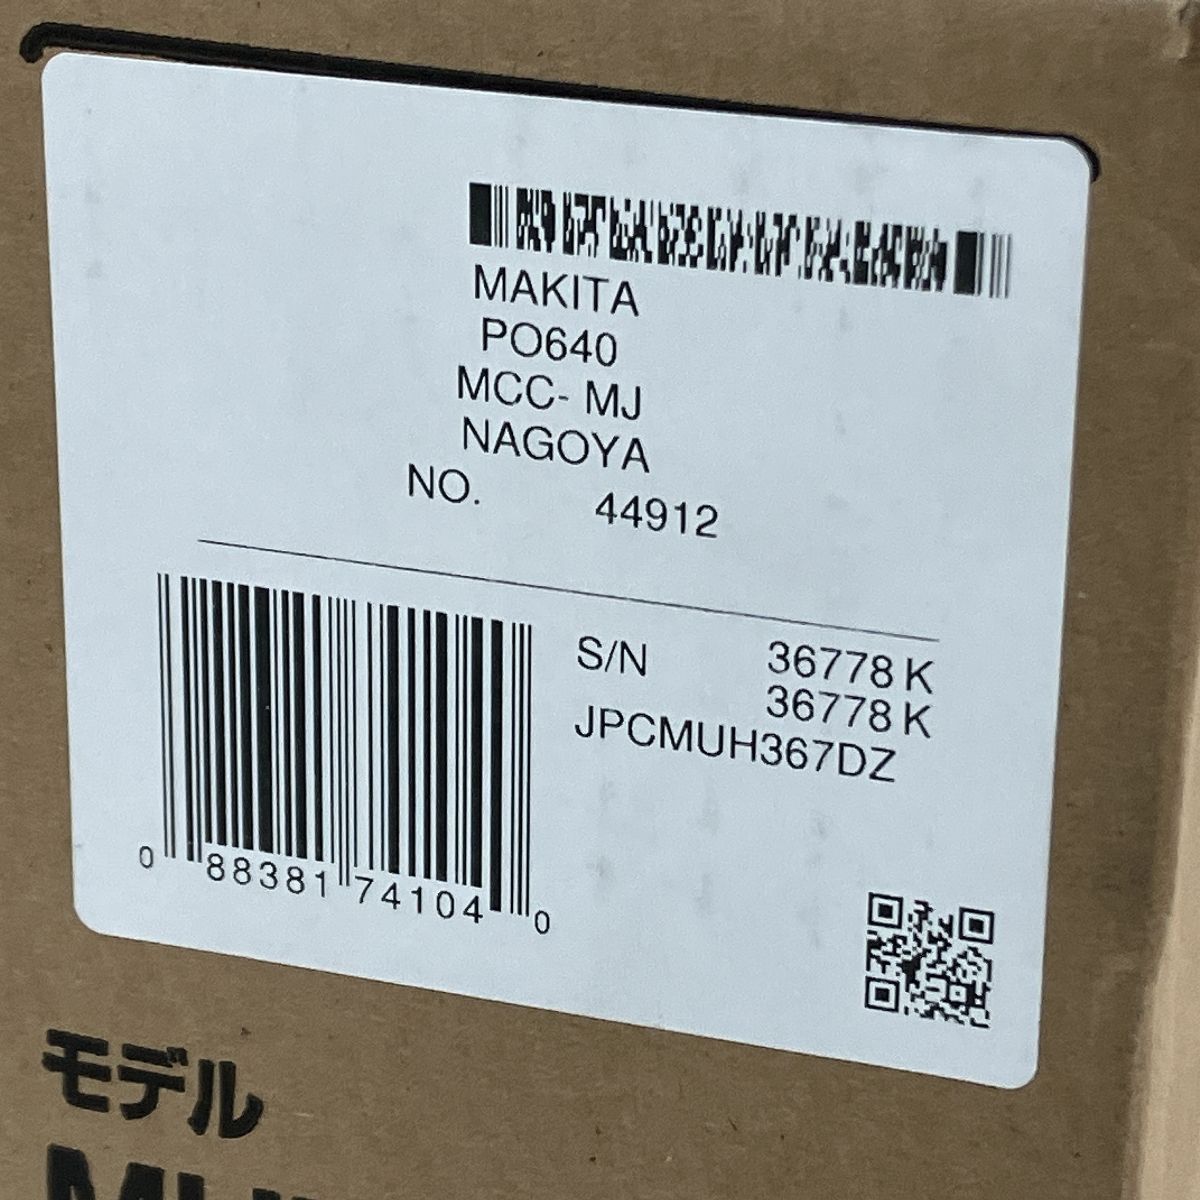 MAKITA
PO640
MCC- MJ
NAGOYA
NO. 44912
S/N 36778 K
36778 K
JPCMUH367DZ
0 88381 74104 0
モデル